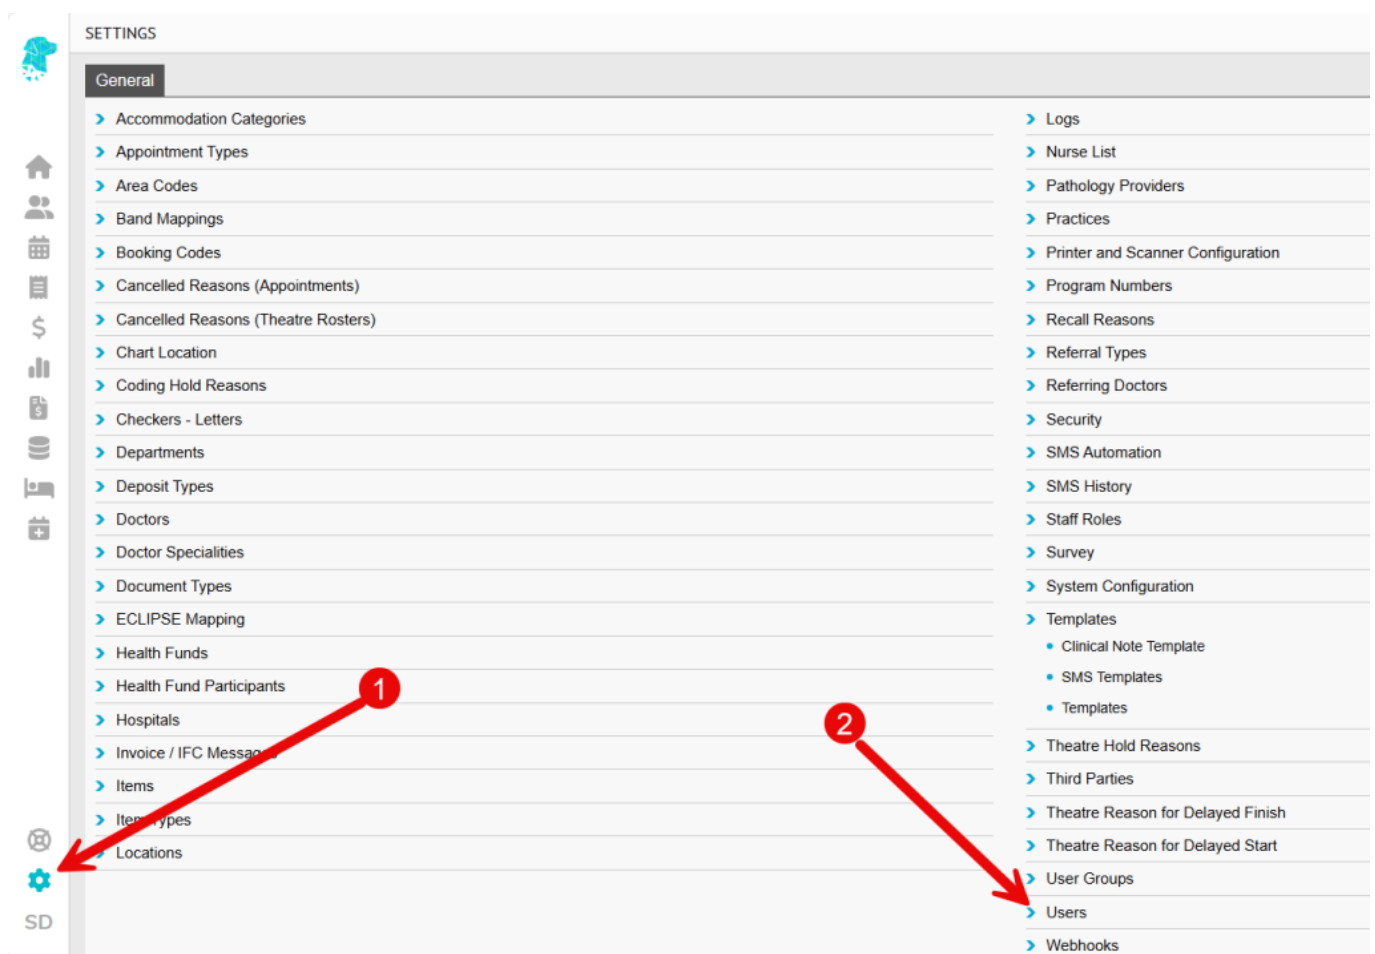 SETTINGS
General
Accommodation Categories
Appointment Types
Area Codes
Band Mappings
Booking Codes
Cancelled Reasons (Appointments)
Cancelled Reasons (Theatre Rosters)
Chart Location
Coding Hold Reasons
Checkers - Letters
Departments
Deposit Types
Doctors
Doctor Specialities
Document Types
ECLIPSE Mapping
Health Funds
Health Fund Participants
1
Hospitals
Invoice / IFC Messages
Items
Item Types
Locations
SD
Logs
Nurse List
Pathology Providers
Practices
Printer and Scanner Configuration
Program Numbers
Recall Reasons
Referral Types
Referring Doctors
Security
SMS Automation
SMS History
Staff Roles
Survey
System Configuration
Templates
Clinical Note Template
SMS Templates
Templates
2
Theatre Hold Reasons
Third Parties
Theatre Reason for Delayed Finish
Theatre Reason for Delayed Start
User Groups
Users
Webhooks